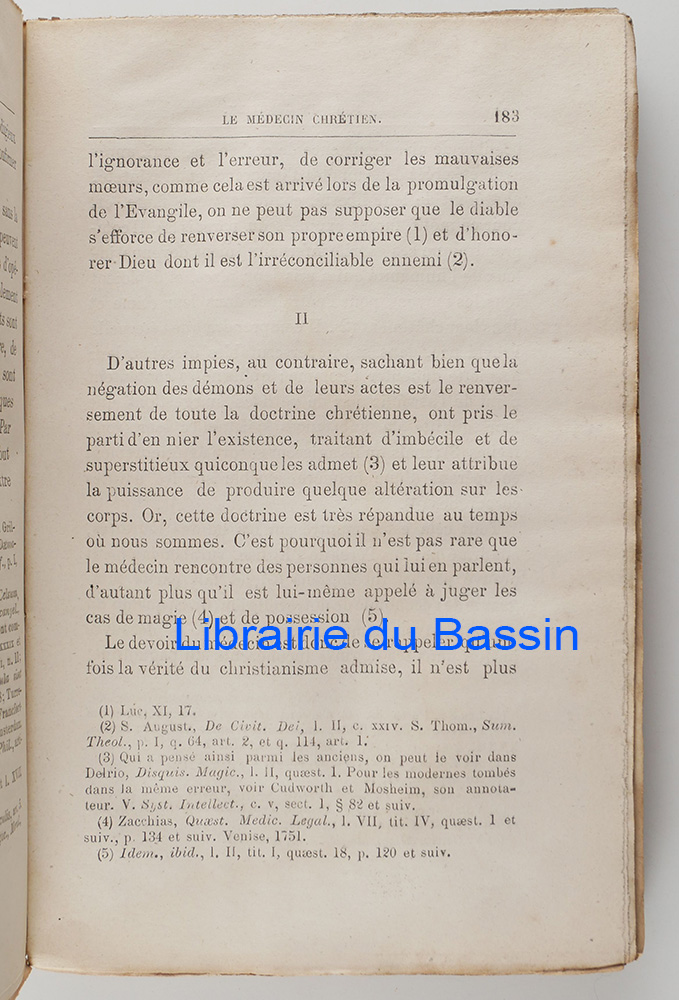 LE MÉDECIN CHRÉTIEN. 183
l'ignorance et l'erreur, de corriger les mauvaises
mœurs, comme cela est arrivé lors de la promulgation
de l'Evangile, on ne peut pas supposer que le diable
s'efforce de renverser son propre empire (1) et d'hono-
rer Dieu dont il est l'irréconciliable ennemi (2).
II
D'autres impies, au contraire, sachant bien que la
négation des démons et de leurs actes est le renver-
sement de toute la doctrine chrétienne, ont pris le
parti d'en nier l'existence, traitant d'imbécile et de
superstitieux quiconque les admet (3) et leur attribue
la puissance de produire quelque altération sur les
corps. Or, cette doctrine est très répandue au temps
où nous sommes. C'est pourquoi il n'est pas rare que
le médecin rencontre des personnes qui lui en parlent,
d'autant plus qu'il est lui-même appelé à juger les
cas de magie (4) et de possession (5)
Librairie du Bassin
Le devoir du médecin est donc de se rappeler qu'une
fois la vérité du christianisme admise, il n'est plus
(1) Luc, XI, 17.
(2) S. August., De Civit. Dei, l. II, c. XXIV. S. Thom., Sum.
Theol., p. I, q. 64, art. 2, et q. 114, art. 1.
(3) Qui a pensé ainsi parmi les anciens, on peut le voir dans
Delrio, Disquis. Magic., l. II, quæst. 1. Pour les modernes tombés
dans la même erreur, voir Cudworth et Mosheim, son annota-
teur. V. Syst. Intellect., c. V, sect. 1, § 82 et suiv.
(4) Zacchias, Quæst. Medic. Legal., l. VII, tit. IV, quæst. 1 et
suiv., p. 134 et suiv. Venise, 1751.
(5) Idem., ibid., l. II, tit. I, quæst. 18, p. 120 et suiv.